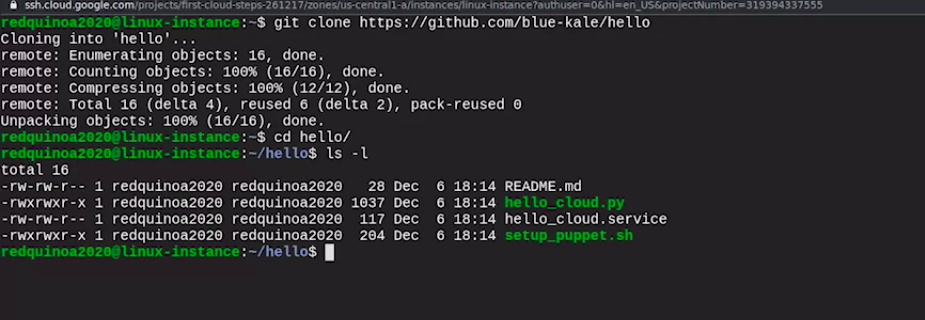 ssh.cloud.google.com/projects/first-cloud-steps-261217/zones/us-central1-a/instances/linux-instance?authuser=0&hl=en_US&projectNumber=319394337555
redquinoa2020@linux-instance:~$ git clone https://github.com/blue-kale/hello
Cloning into 'hello'...
remote: Enumerating objects: 16, done.
remote: Counting objects: 100% (16/16), done.
remote: Compressing objects: 100% (12/12), done.
remote: Total 16 (delta 4), reused 6 (delta 2), pack-reused 0
Unpacking objects: 100% (16/16), done.
redquinoa2020@linux-instance:~$ cd hello/
redquinoa2020@linux-instance:~/hello$ ls -l
total 16
-rw-rw-r-- 1 redquinoa2020 redquinoa2020   28 Dec  6 18:14 README.md
-rwxrwxr-x 1 redquinoa2020 redquinoa2020 1037 Dec  6 18:14 hello_cloud.py
-rw-rw-r-- 1 redquinoa2020 redquinoa2020  117 Dec  6 18:14 hello_cloud.service
-rwxrwxr-x 1 redquinoa2020 redquinoa2020  204 Dec  6 18:14 setup_puppet.sh
redquinoa2020@linux-instance:~/hello$